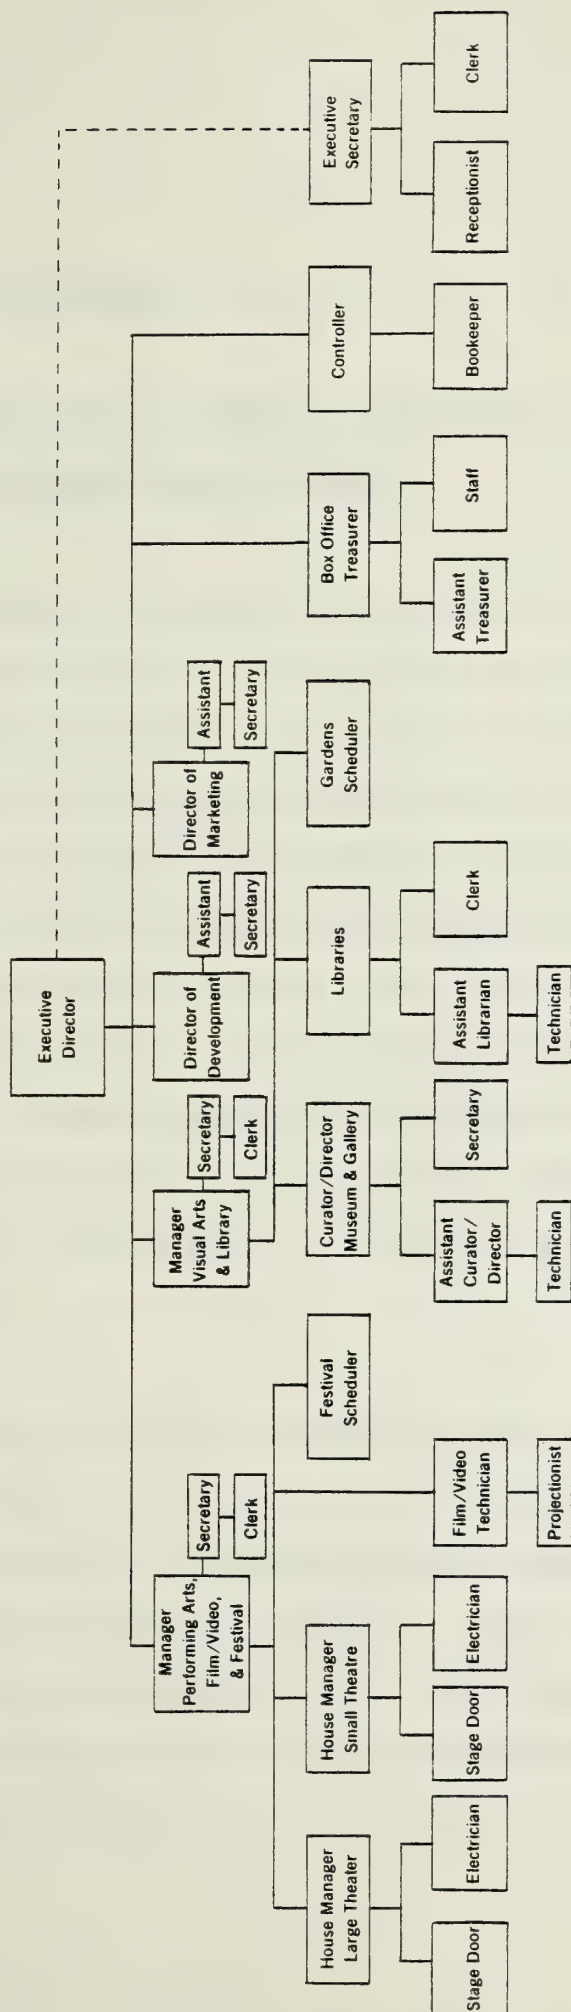 Executive
Director
Manager
Performing Arts,
Film/Video,
& Festival
Secretary
Clerk
Manager
Visual Arts
& Library
Secretary
Clerk
Director of
Development
Assistant
Secretary
Director of
Marketing
Assistant
Secretary
House Manager
Large Theater
House Manager
Small Theatre
Festival
Scheduler
Curator/Director
Museum & Gallery
Libraries
Gardens
Scheduler
Box Office
Treasurer
Controller
Executive
Secretary
Stage Door
Electrician
Stage Door
Electrician
Film/Video
Technician
Assistant
Curator/
Director
Secretary
Assistant
Librarian
Clerk
Assistant
Treasurer
Staff
Bookkeeper
Receptionist
Clerk
Projectionist
Technician
Technician